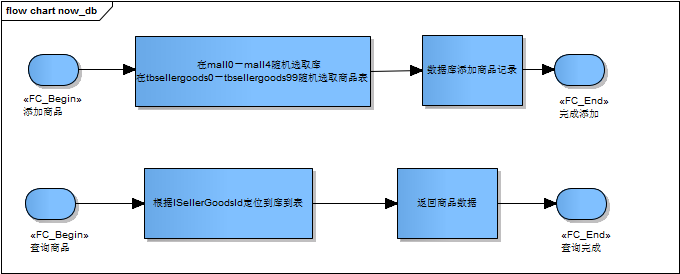 flow chart now_db
在mall0－mall4随机选取库
在tbsellergoods0－tbsellergoods99随机选取商品表
数据库添加商品记录
«FC_Begin»
添加商品
«FC_End»
完成添加
根据ISellerGoodsId定位到库到表
返回商品数据
«FC_Begin»
查询商品
«FC_End»
查询完成